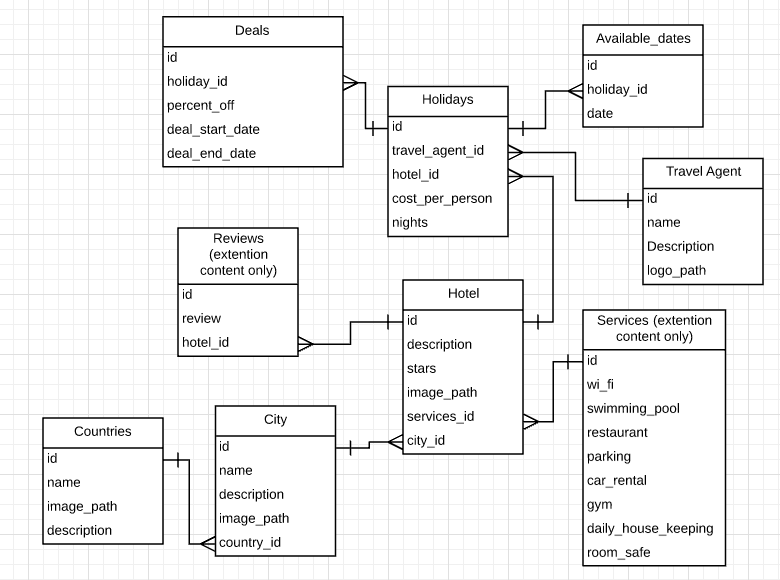 Deals
id
holiday_id
percent_off
deal_start_date
deal_end_date
Available_dates
id
holiday_id
date
Holidays
id
travel_agent_id
hotel_id
cost_per_person
nights
Travel Agent
id
name
Description
logo_path
Reviews
(extention
content only)
id
review
hotel_id
Hotel
id
description
stars
image_path
services_id
city_id
Services (extention
content only)
id
wi_fi
swimming_pool
restaurant
parking
car_rental
gym
daily_house_keeping
room_safe
Countries
id
name
image_path
description
City
id
name
description
image_path
country_id